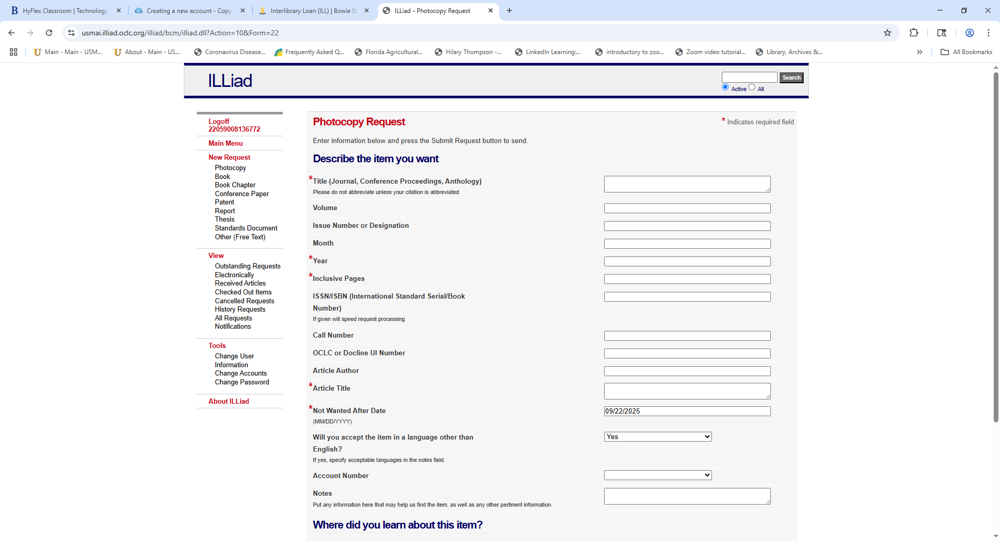 HyFlex Classroom | Technology
Creating a new account - Copy
Interlibrary Loan (ILL) | Bowie St
ILLiad - Photocopy Request
usmai.illiad.oclc.org/illiad/bcm/illiad.dll?Action=10&Form=22
Main - Main - USM...
About - Main - US...
Coronavirus Disease...
Frequently Asked Q...
Florida Agricultural...
Hilary Thompson -...
LinkedIn Learning:...
introductory to zoo...
Zoom video tutorial...
Library, Archives &...
All Bookmarks
ILLiad
Search
Active
All
Logoff
22059008136772
Main Menu
New Request
Photocopy
Book
Book Chapter
Conference Paper
Patent
Report
Thesis
Standards Document
Other (Free Text)
View
Outstanding Requests
Electronically
Received Articles
Checked Out Items
Cancelled Requests
History Requests
All Requests
Notifications
Tools
Change User
Information
Change Accounts
Change Password
About ILLiad
Photocopy Request
* Indicates required field
Enter information below and press the Submit Request button to send.
Describe the item you want
*Title (Journal, Conference Proceedings, Anthology)
Please do not abbreviate unless your citation is abbreviated
Volume
Issue Number or Designation
Month
*Year
*Inclusive Pages
ISSN/ISBN (International Standard Serial/Book
Number)
If given will speed request processing
Call Number
OCLC or Docline UI Number
Article Author
*Article Title
*Not Wanted After Date
(MM/DD/YYYY)
09/22/2025
Will you accept the item in a language other than
English?
If yes, specify acceptable languages in the notes field.
Yes
Account Number
Notes
Put any information here that may help us find the item, as well as any other pertinent information.
Where did you learn about this item?